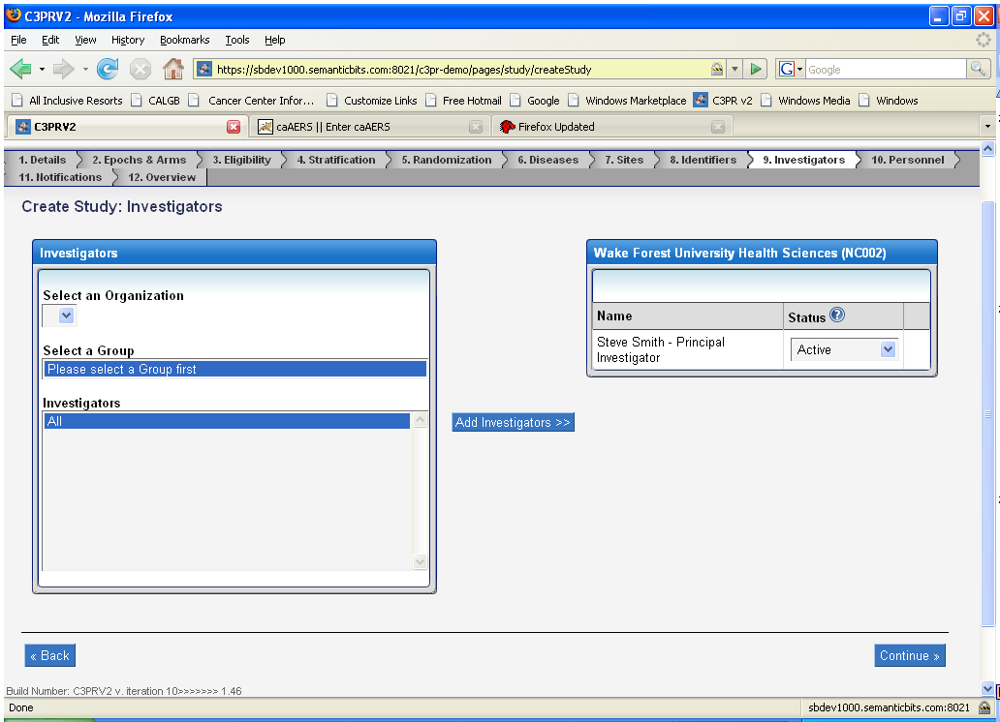 C3PRV2 - Mozilla Firefox
File Edit View History Bookmarks Tools Help
https://sbdev1000.semanticbits.com:8021/c3pr-demo/pages/study/createStudy
G Google
All Inclusive Resorts CALGB Cancer Center Infor... Customize Links Free Hotmail Google Windows Marketplace C3PR v2 Windows Media Windows
C3PRV2 caAERS || Enter caAERS Firefox Updated
1. Details 2. Epochs & Arms 3. Eligibility 4. Stratification 5. Randomization 6. Diseases 7. Sites 8. Identifiers 9. Investigators 10. Personnel
11. Notifications 12. Overview
Create Study: Investigators
Investigators
Select an Organization
Select a Group
Please select a Group first
Investigators
All
Add Investigators >>
Wake Forest University Health Sciences (NC002)
Name Status ?
Steve Smith - Principal
Investigator
Active
« Back
Continue »
Build Number: C3PRV2 v. iteration 10>>>>>>> 1.46
Done
sbdev1000.semanticbits.com:8021